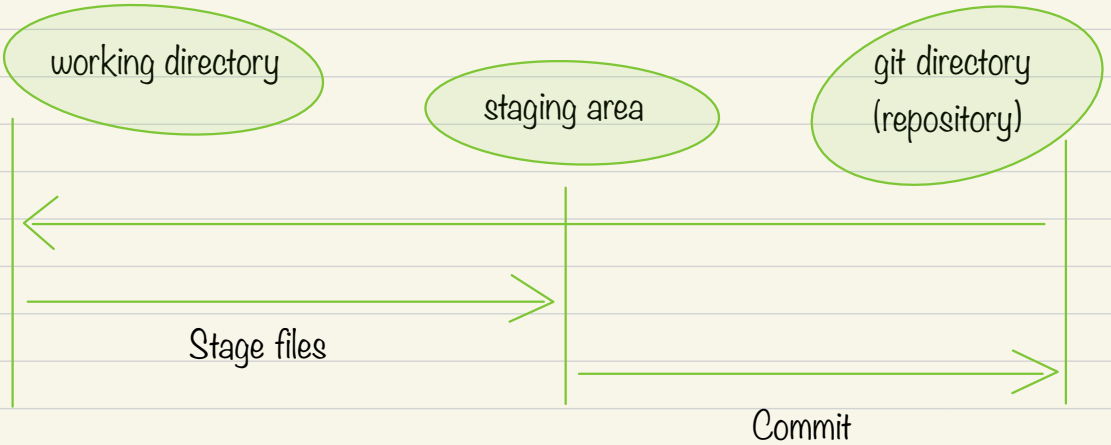 working directory
staging area
git directory
(repository)
Stage files
Commit